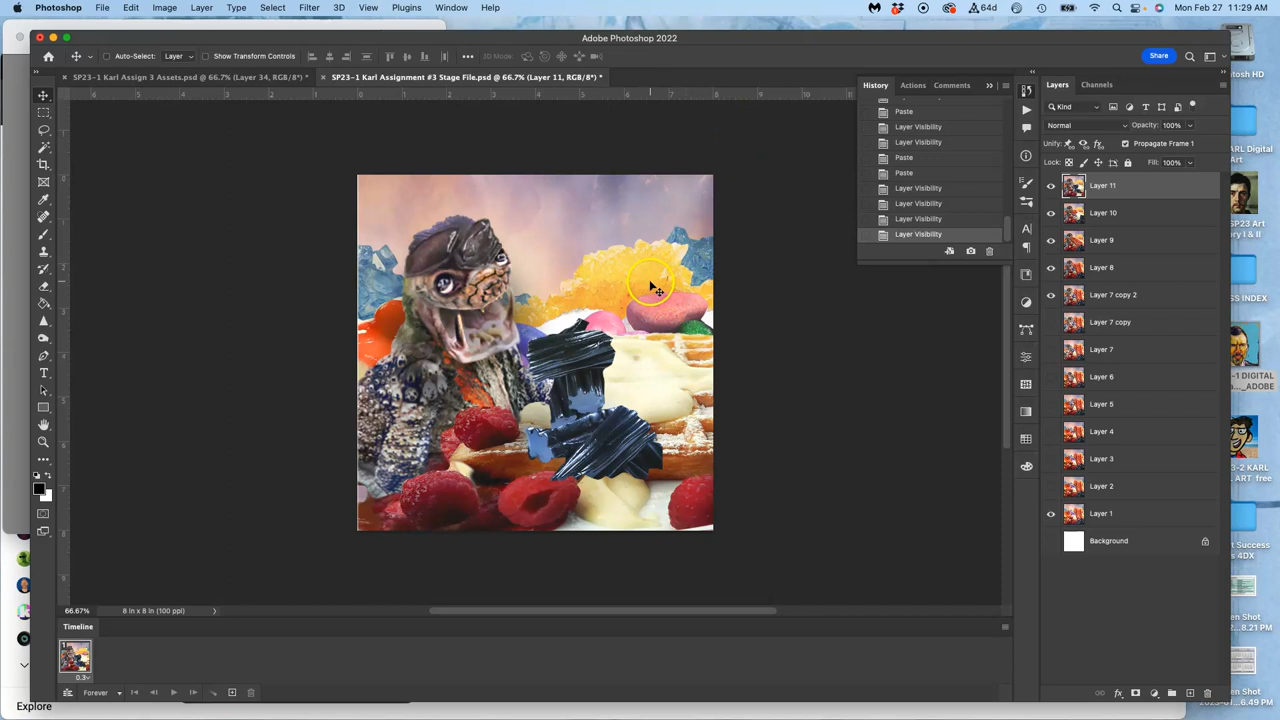 Photoshop File Edit Image Layer Type Select Filter 3D View Plugins Window Help 64d Mon Feb 27 11:29 AM
Adobe Photoshop 2022
Auto-Select: Layer Show Transform Controls 3D Mode: Share
SP23-1 Karl Assign 3 Assets.psd @ 66.7% (Layer 34, RGB/8*) * SP23-1 Karl Assignment #3 Stage File.psd @ 66.7% (Layer 11, RGB/8*) *
History Actions Comments
Paste
Layer Visibility
Layer Visibility
Paste
Paste
Layer Visibility
Layer Visibility
Layer Visibility
Layer Visibility
Layers Channels
Kind
Normal Opacity: 100%
Unify: Propagate Frame 1
Lock: Fill: 100%
Layer 11
Layer 10
Layer 9
Layer 8
Layer 7 copy 2
Layer 7 copy
Layer 7
Layer 6
Layer 5
Layer 4
Layer 3
Layer 2
Layer 1
Background
66.67% 8 in x 8 in (100 ppi)
Timeline
1
0.3
Forever
Explore